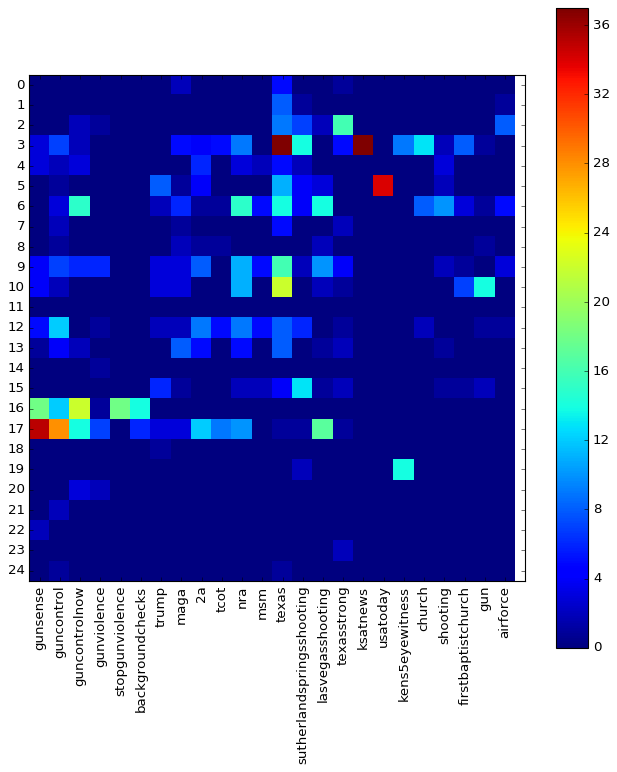 0
1
2
3
4
5
6
7
8
9
10
11
12
13
14
15
16
17
18
19
20
21
22
23
24
gunsense
guncontrol
guncontrolnow
gunviolence
stopgunviolence
backgroundchecks
trump
maga
2a
tcot
nra
msm
texas
sutherlandspringsshooting
lasvegasshooting
texasstrong
ksatnews
usatoday
kens5eyewitness
church
shooting
firstbaptistchurch
gun
airforce
36
32
28
24
20
16
12
8
4
0